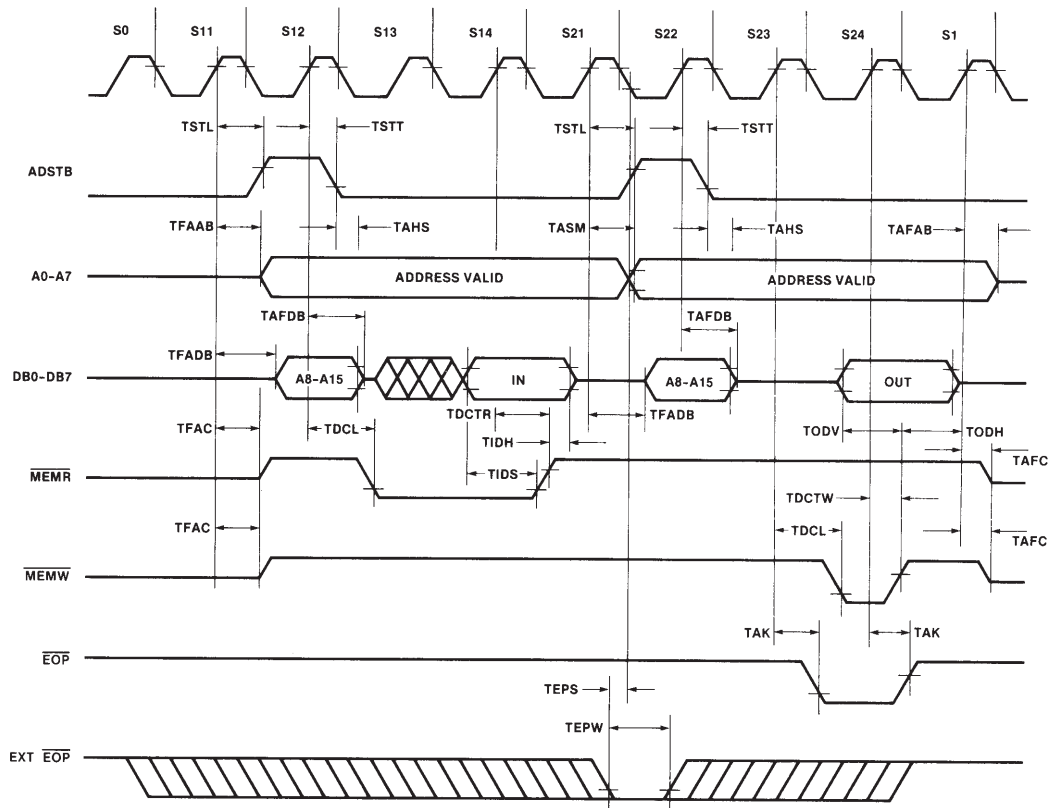 S0 S11 S12 S13 S14 S21 S22 S23 S24 S1
TSTL TSTT TSTL TSTT
ADSTB
TFAAB TAHS TASM TAHS TAFAB
A0–A7 ADDRESS VALID ADDRESS VALID
TAFDB TAFDB
TFADB
DB0–DB7 A8–A15 IN A8–A15 OUT
TDCTR TFADB
TFAC TDCL TIDH TODV TODH
TAFC
MEMR TIDS
TDCTW
TFAC TDCL
TAFC
MEMW
TAK TAK
EOP
TEPS
TEPW
EXT EOP